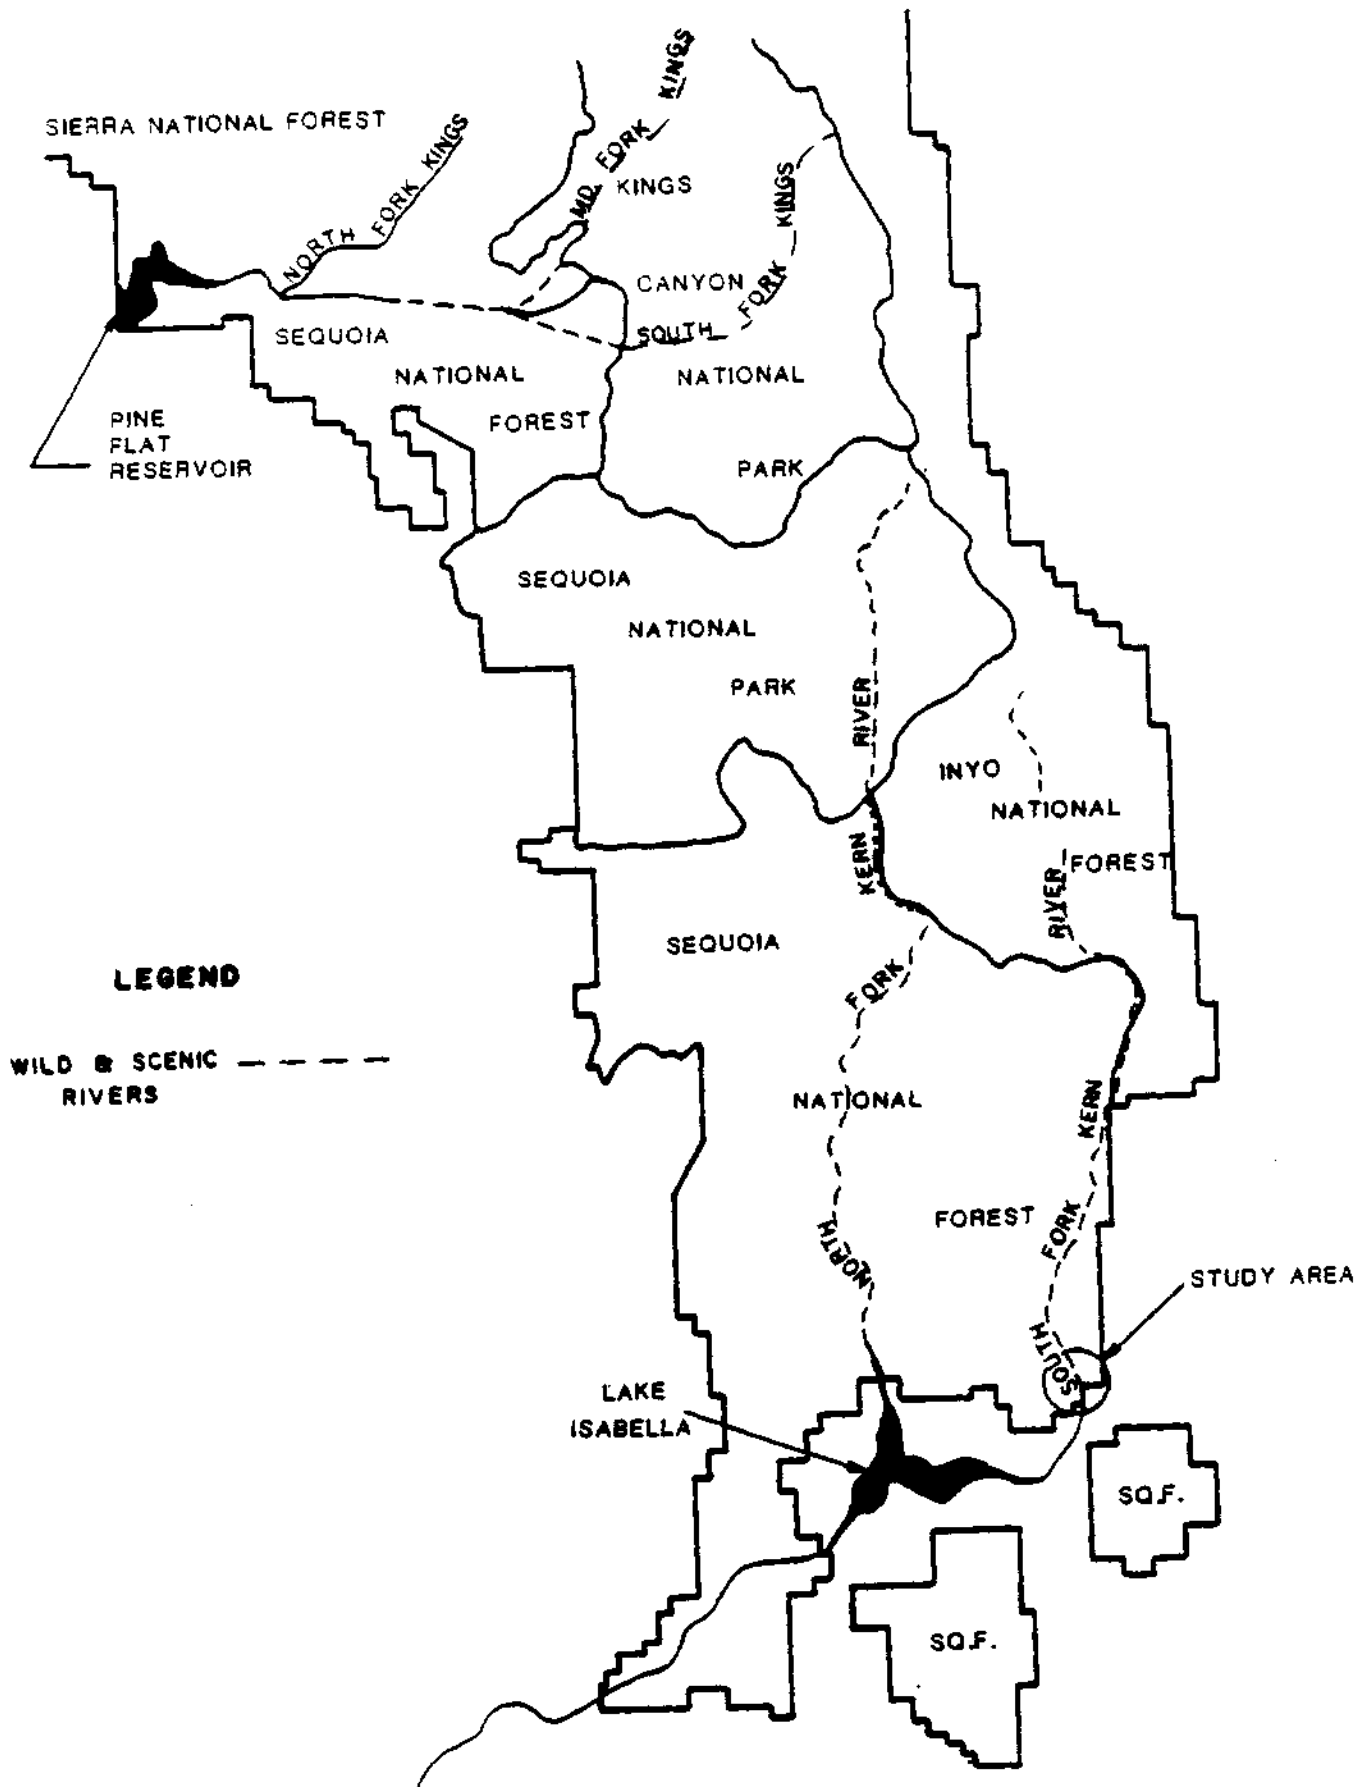 SIERRA NATIONAL FOREST
NORTH FORK KINGS
MD. FORK KINGS
SOUTH FORK KINGS
KINGS
CANYON
NATIONAL
PARK
SEQUOIA
NATIONAL
FOREST
PINE
FLAT
RESERVOIR
SEQUOIA
NATIONAL
PARK
INYO
NATIONAL
FOREST
NORTH FORK KERN RIVER
SOUTH FORK KERN RIVER
SEQUOIA
NATIONAL
FOREST
LEGEND
WILD & SCENIC
RIVERS
STUDY AREA
LAKE
ISABELLA
SQ.F.
SQ.F.